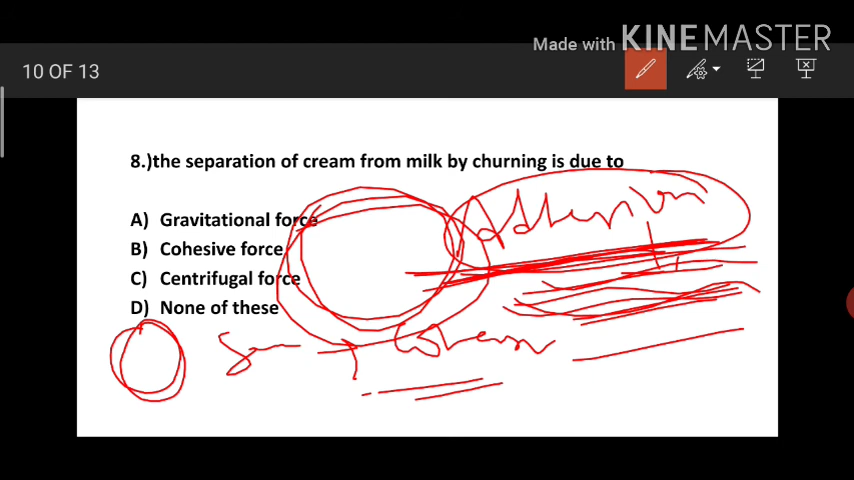 Made with KINEMASTER
10 OF 13
8.)the separation of cream from milk by churning is due to
A) Gravitational force
B) Cohesive force
C) Centrifugal force
D) None of these